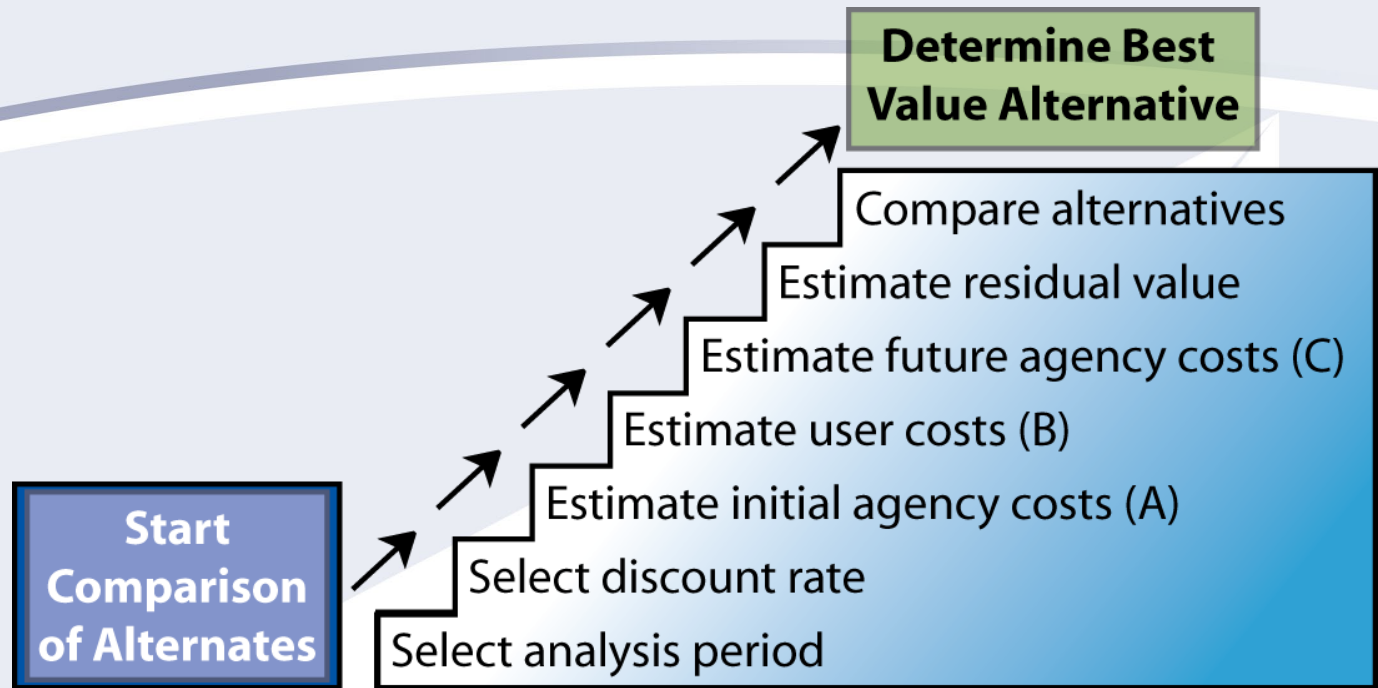 Determine Best
Value Alternative
Compare alternatives
Estimate residual value
Estimate future agency costs (C)
Estimate user costs (B)
Estimate initial agency costs (A)
Select discount rate
Select analysis period
Start
Comparison
of Alternates